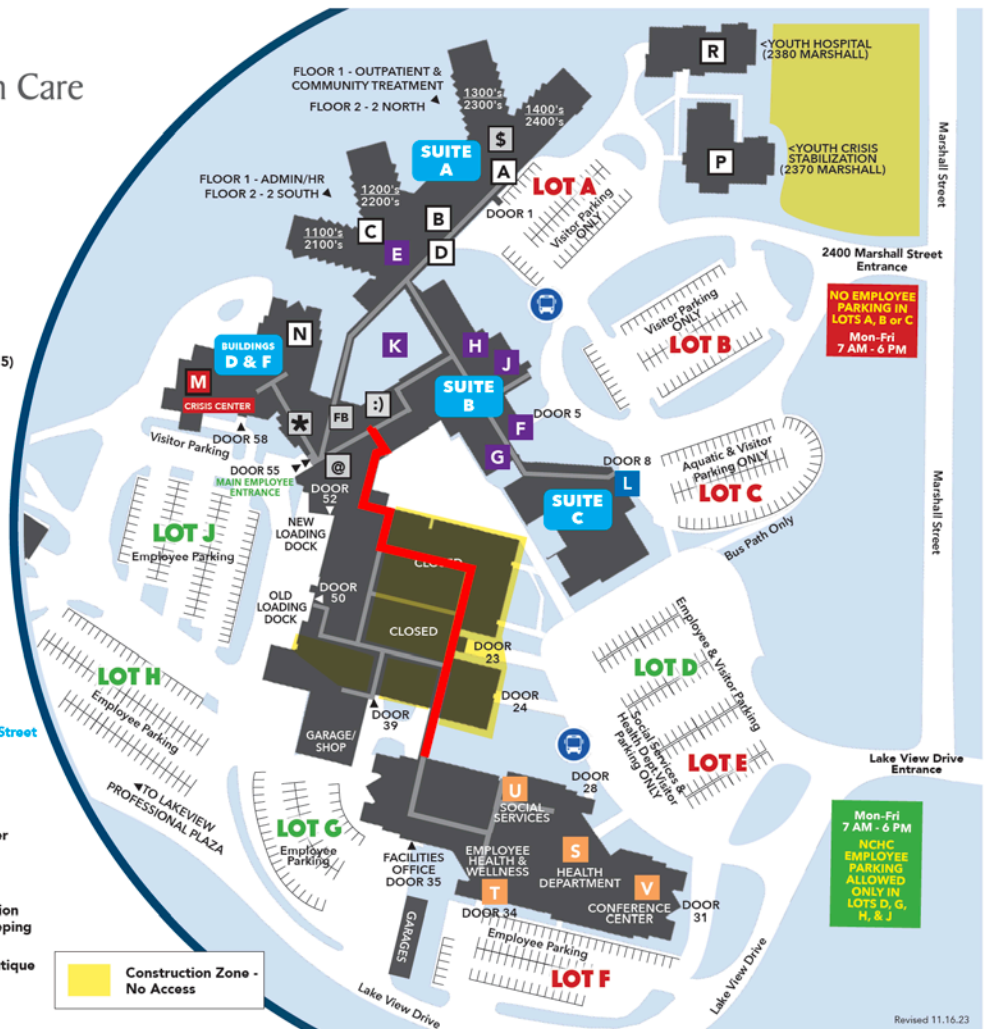 Care
FLOOR 1 - OUTPATIENT &
COMMUNITY TREATMENT
FLOOR 2 - 2 NORTH
1300's
2300's
1400's
2400's
$
SUITE
A
A
R
<YOUTH HOSPITAL
(2380 MARSHALL)
P
<YOUTH CRISIS
STABILIZATION
(2370 MARSHALL)
Marshall Street
LOT A
Visitor Parking
ONLY
DOOR 1
FLOOR 1 - ADMIN/HR
FLOOR 2 - 2 SOUTH
1200's
2200's
1100's
2100's
C
B
E
D
2400 Marshall Street
Entrance
NO EMPLOYEE
PARKING IN
LOTS A, B or C
Mon-Fri
7 AM - 6 PM
Visitor Parking
ONLY
LOT B
N
BUILDINGS
D & F
K
H
J
5)
M
CRISIS CENTER
SUITE
B
*
FB
:)
F
DOOR 5
G
Visitor Parking
DOOR 58
DOOR 55
MAIN EMPLOYEE
ENTRANCE
@
DOOR
52
DOOR 8
L
SUITE
C
Aquatic & Visitor
Parking ONLY
LOT C
Bus Path Only
Marshall Street
LOT J
Employee Parking
NEW
LOADING
DOCK
CLOSED
DOOR
50
OLD
LOADING
DOCK
CLOSED
DOOR
23
DOOR
24
Employee & Visitor Parking
LOT D
LOT H
Employee Parking
DOOR
39
GARAGE/
SHOP
Social Services &
Health Dept. Visitor
Parking ONLY
LOT E
Street
DOOR
28
Lake View Drive
Entrance
TO LAKEVIEW
PROFESSIONAL PLAZA
U
SOCIAL
SERVICES
Mon-Fri
7 AM - 6 PM
NCHC
EMPLOYEE
PARKING
ALLOWED
ONLY IN
LOTS D, G,
H, & J
LOT G
Employee
Parking
FACILITIES
OFFICE
DOOR 35
EMPLOYEE
HEALTH &
WELLNESS
S
HEALTH
DEPARTMENT
T
DOOR 34
V
CONFERENCE
CENTER
DOOR
31
GARAGES
Employee Parking
LOT F
Construction Zone -
No Access
Lake View Drive
Lake View Drive
Revised 11.16.23